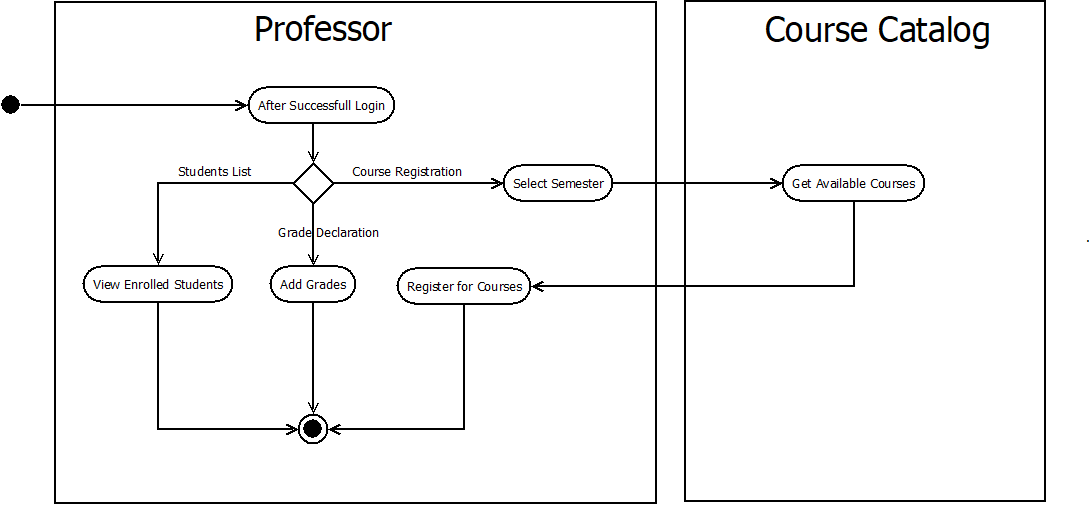 Professor
Course Catalog
After Successfull Login
Students List
Course Registration
Select Semester
Get Available Courses
Grade Declaration
View Enrolled Students
Add Grades
Register for Courses